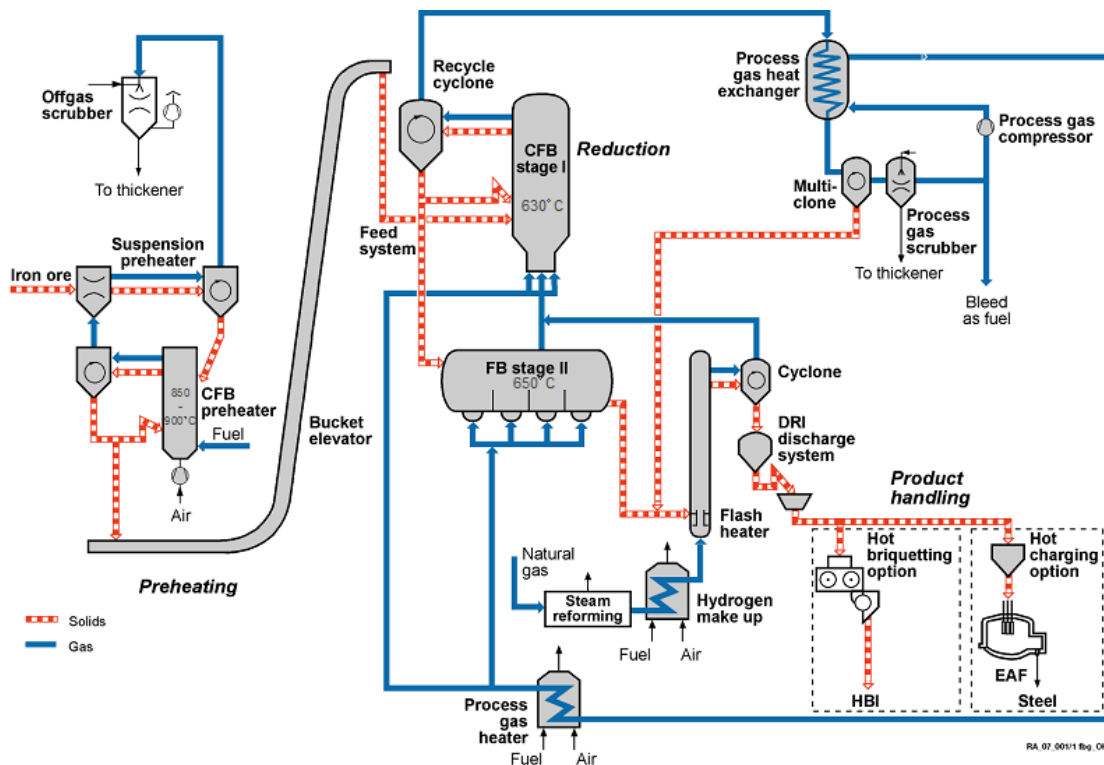 Offgas
scrubber
To thickener
Suspension
preheater
Iron ore
850
-
900°C
CFB
preheater
Fuel
Air
Preheating
Solids
Gas
Bucket
elevator
Recycle
cyclone
CFB
stage I
630°C
Reduction
Feed
system
FB stage II
650°C
Process
gas heat
exchanger
Process gas
compressor
Multi-
clone
Process
gas
scrubber
To thickener
Bleed
as fuel
Cyclone
DRI
discharge
system
Flash
heater
Product
handling
Natural
gas
Steam
reforming
Hydrogen
make up
Fuel
Air
Process
gas
heater
Fuel
Air
Hot
briquetting
option
HBI
Hot
charging
option
EAF
Steel
RA_07_001/1 fbg_O